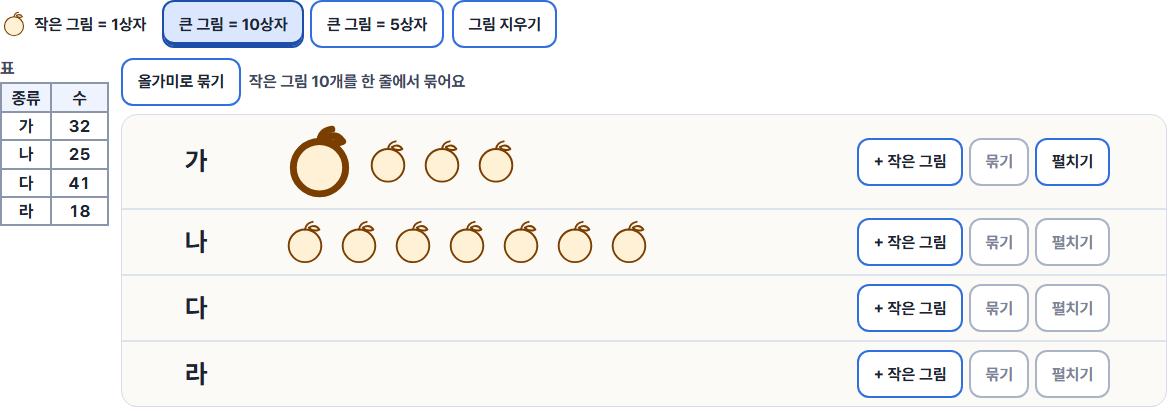 작은 그림 = 1상자 큰 그림 = 10상자 큰 그림 = 5상자 그림 지우기
표
종류 수
가 32
나 25
다 41
라 18
올가미로 묶기 작은 그림 10개를 한 줄에서 묶어요
가 + 작은 그림 묶기 펼치기
나 + 작은 그림 묶기 펼치기
다 + 작은 그림 묶기 펼치기
라 + 작은 그림 묶기 펼치기